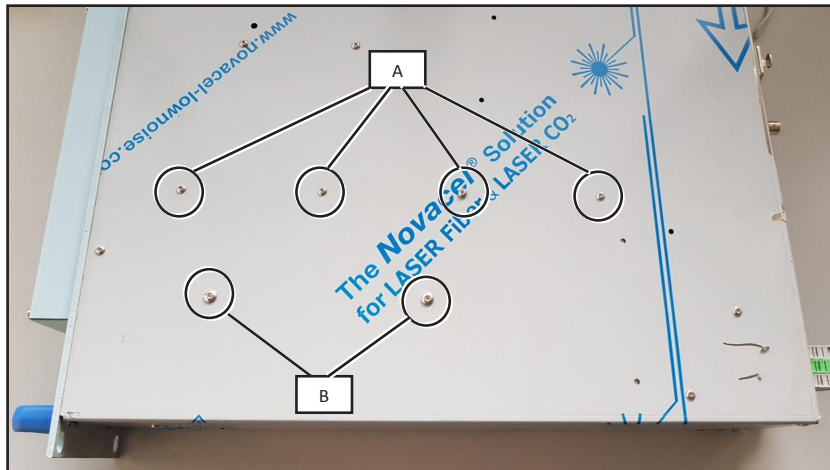 www.novacel-lownoise.co
A
The Novacel® Solution
for LASER Fiber & LASER CO₂
B